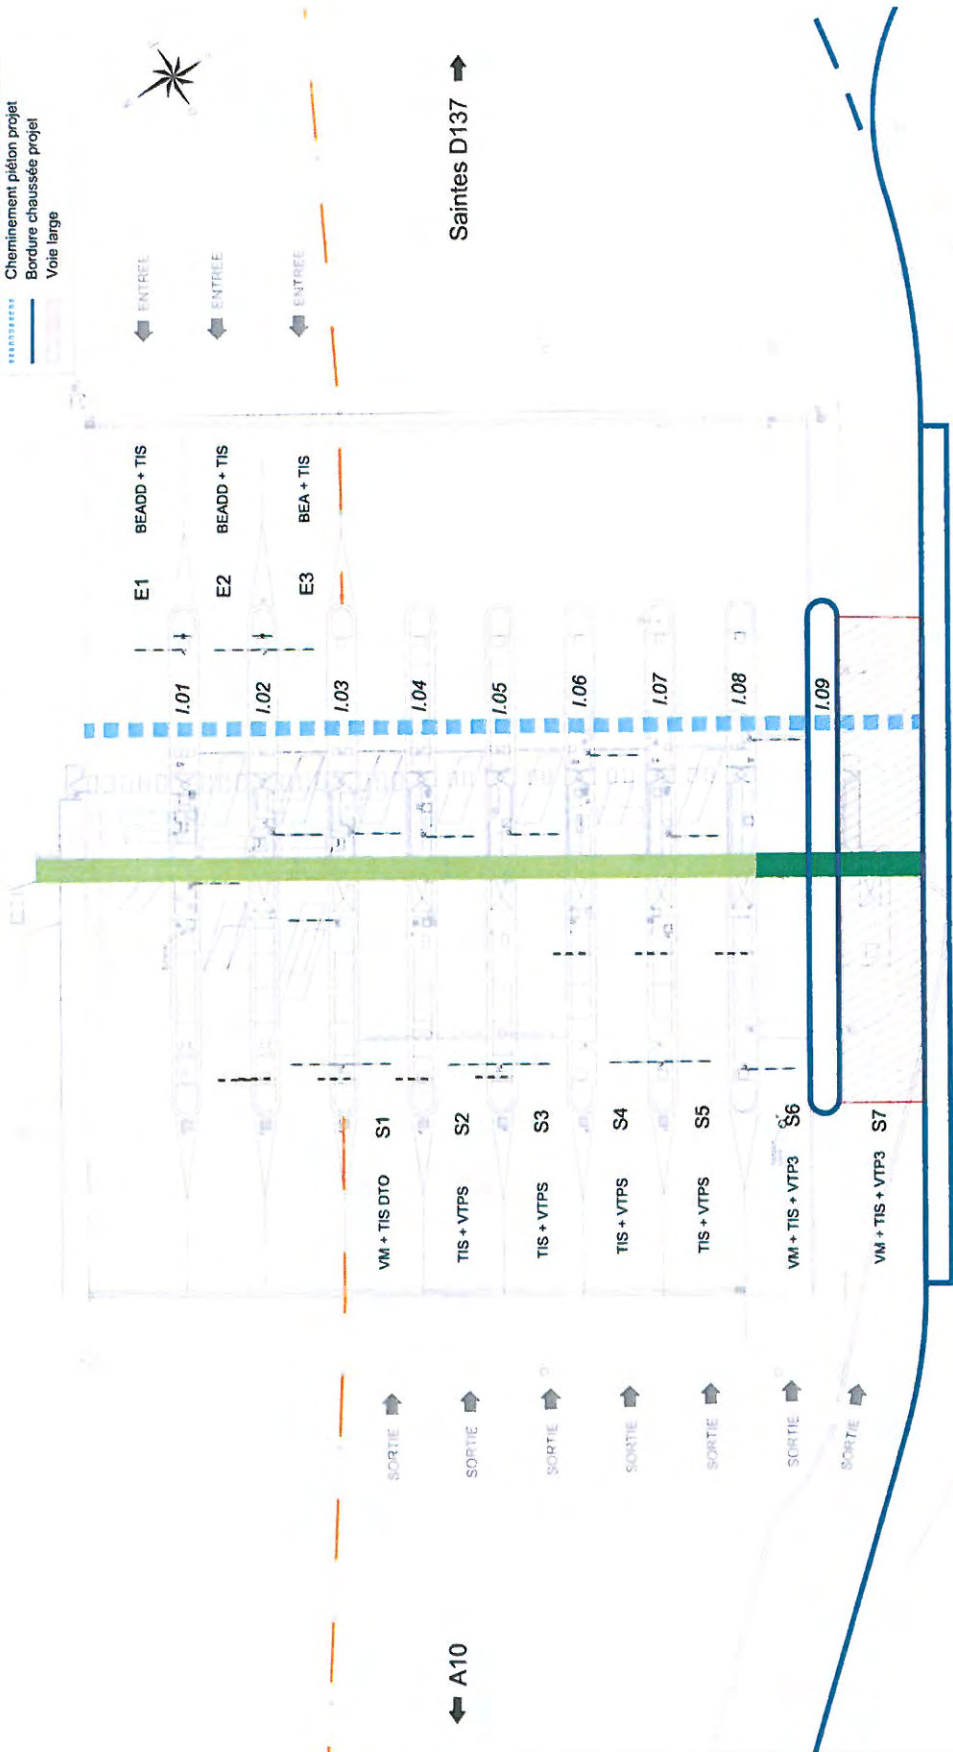 Cheminement piéton projet
Bordure chaussée projet
Voie large
ENTREE
ENTREE
ENTREE
Saintes D137
E1 BEADD + TIS
E2 BEADD + TIS
E3 BEA + TIS
I.01
I.02
I.03
I.04
I.05
I.06
I.07
I.08
I.09
VM + TIS DTO S1
TIS + VTPS S2
TIS + VTPS S3
TIS + VTPS S4
TIS + VTPS S5
VM + TIS + VTP3 S6
VM + TIS + VTP3 S7
SORTIE
SORTIE
SORTIE
SORTIE
SORTIE
SORTIE
SORTIE
A10